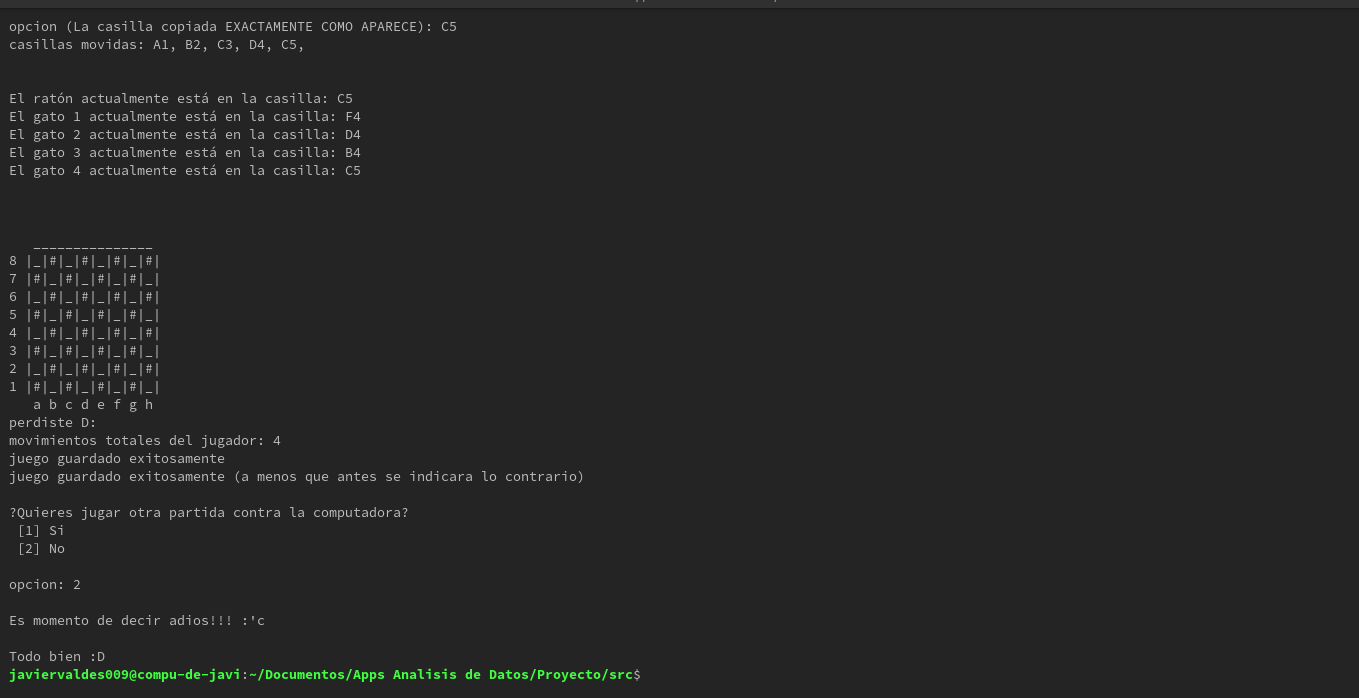 opcion (La casilla copiada EXACTAMENTE COMO APARECE): C5
casillas movidas: A1, B2, C3, D4, C5,
El ratón actualmente está en la casilla: C5
El gato 1 actualmente está en la casilla: F4
El gato 2 actualmente está en la casilla: D4
El gato 3 actualmente está en la casilla: B4
El gato 4 actualmente está en la casilla: C5
   _______________
8 |_|#|_|#|_|#|_|#|
7 |#|_|#|_|#|_|#|_|
6 |_|#|_|#|_|#|_|#|
5 |#|_|#|_|#|_|#|_|
4 |_|#|_|#|_|#|_|#|
3 |#|_|#|_|#|_|#|_|
2 |_|#|_|#|_|#|_|#|
1 |#|_|#|_|#|_|#|_|
   a b c d e f g h
perdiste D:
movimientos totales del jugador: 4
juego guardado exitosamente
juego guardado exitosamente (a menos que antes se indicara lo contrario)
?Quieres jugar otra partida contra la computadora?
 [1] Si
 [2] No
opcion: 2
Es momento de decir adios!!! :'c
Todo bien :D
javiervaldes009@compu-de-javi:~/Documentos/Apps Analisis de Datos/Proyecto/src$